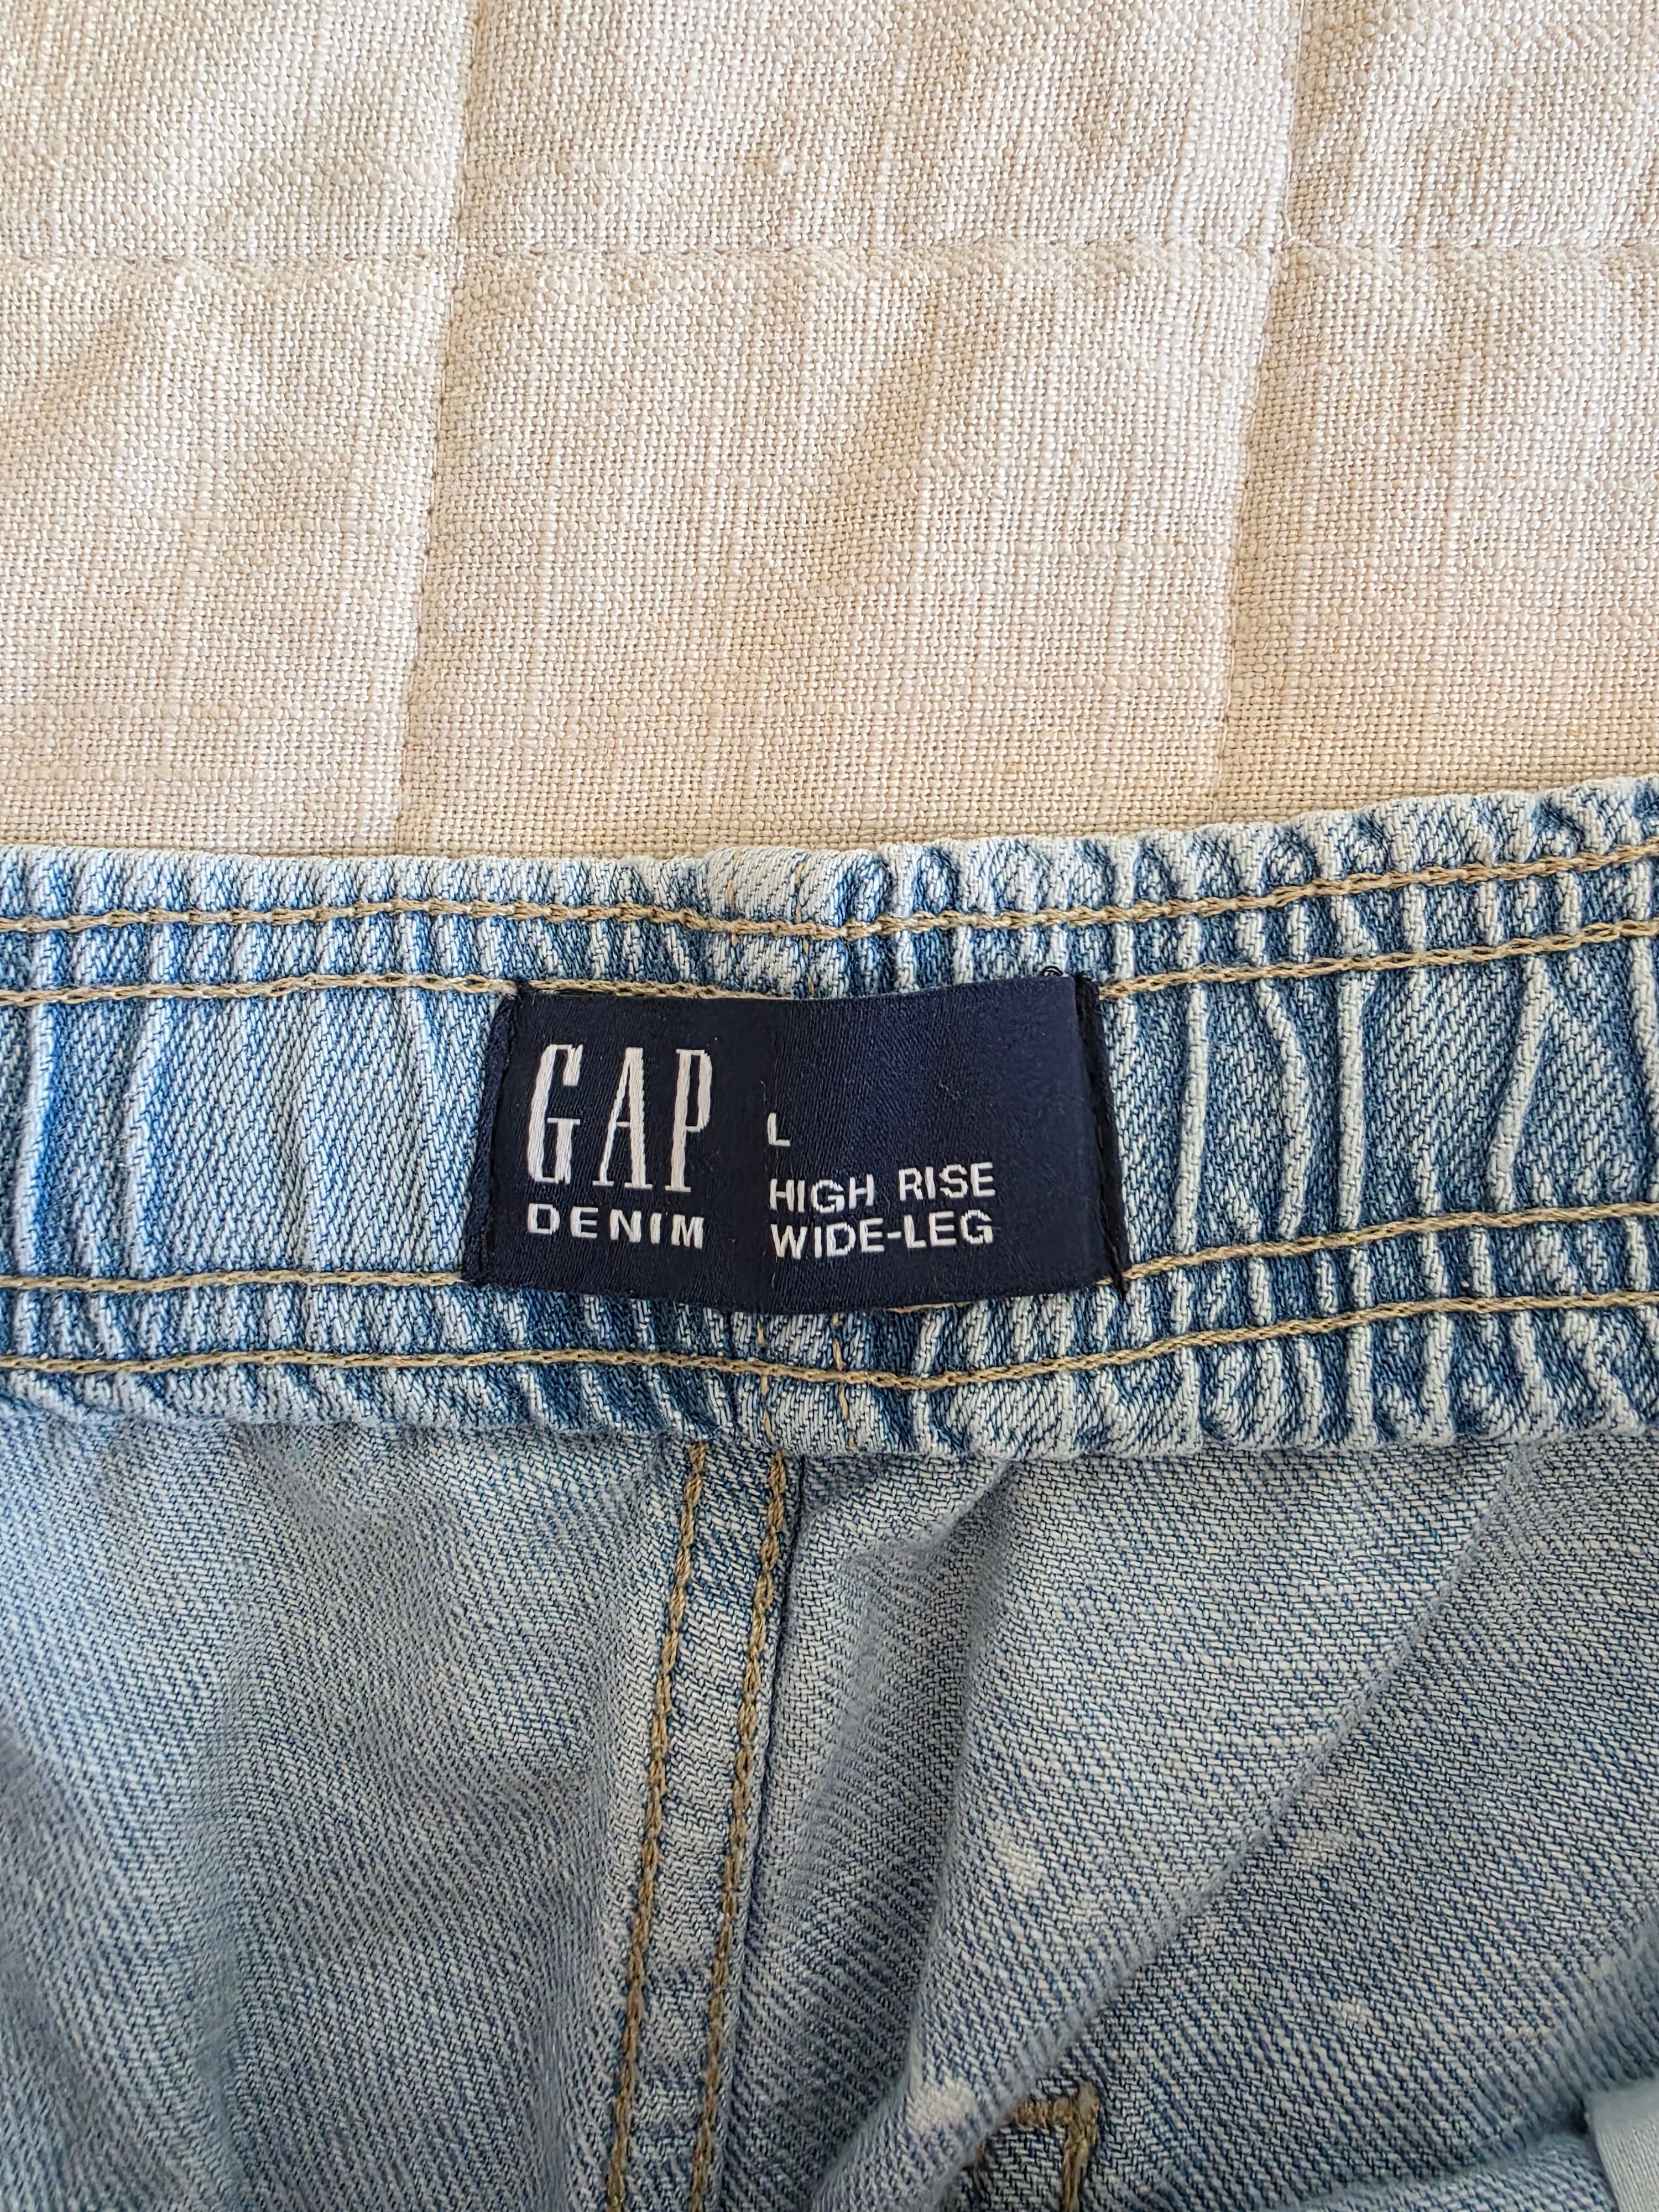 GAP
DENIM
L
HIGH RISE
WIDE-LEG